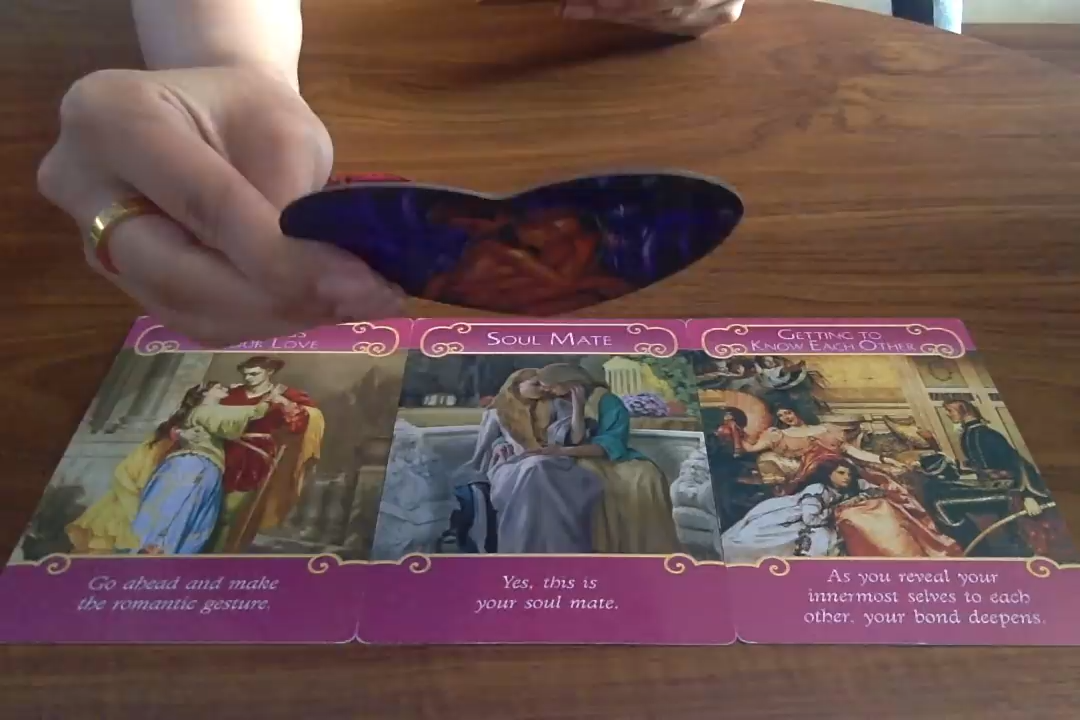 OUR LOVE
SOUL MATE
GETTING TO
KNOW EACH OTHER
Go ahead and make
the romantic gesture.
Yes, this is
your soul mate.
As you reveal your
innermost selves to each
other, your bond deepens.